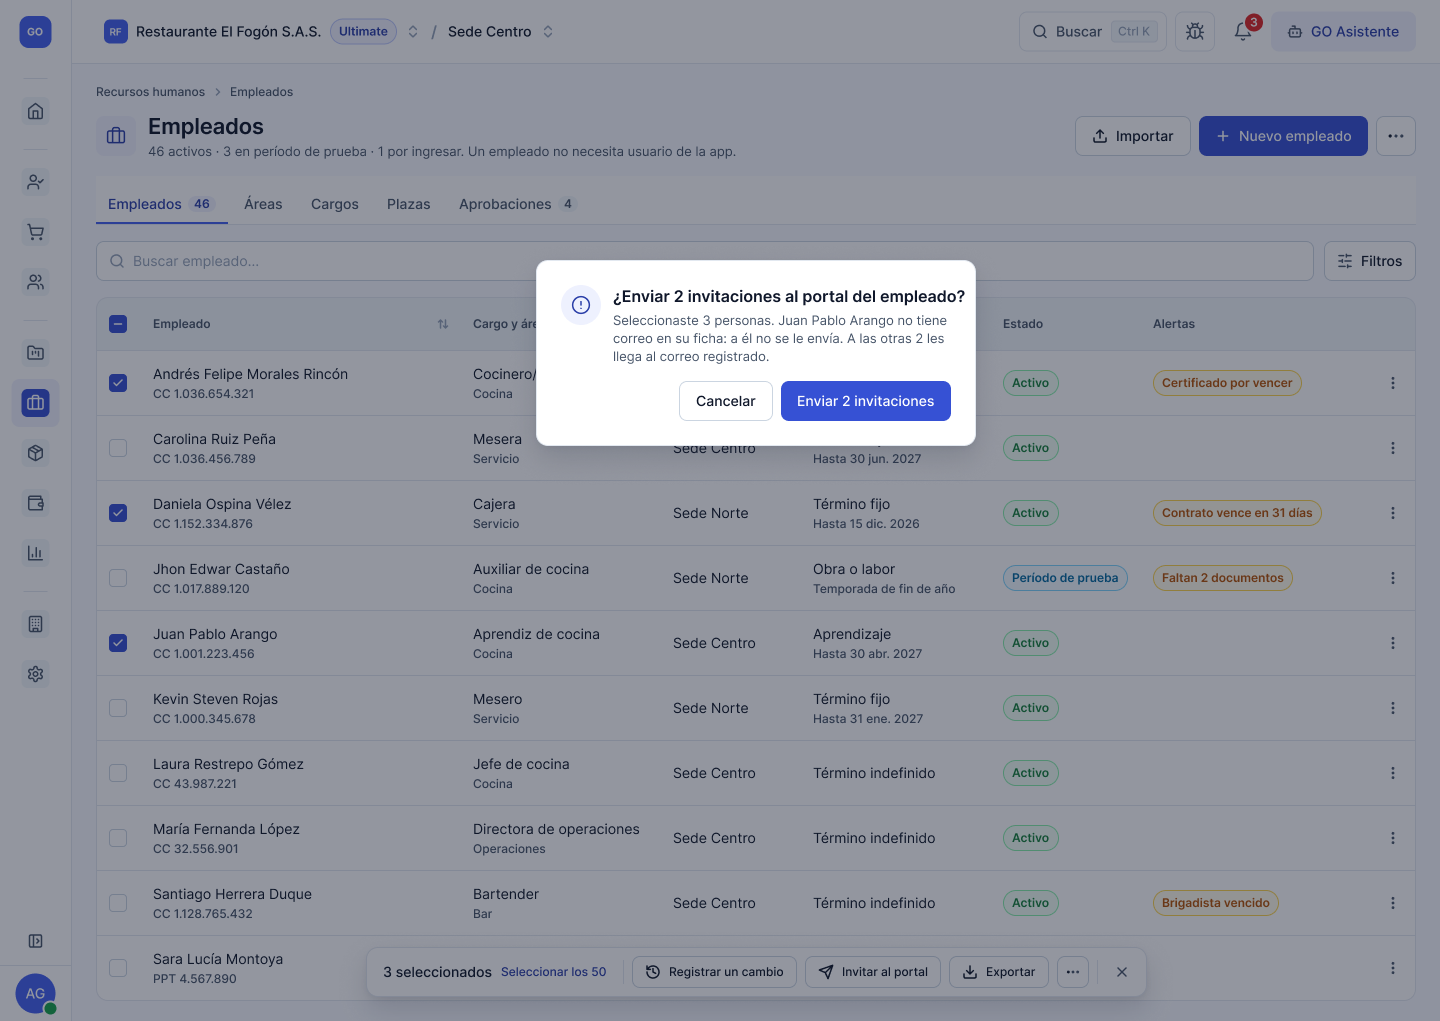 GO
RF Restaurante El Fogón S.A.S. Ultimate / Sede Centro
Buscar Ctrl K
3
GO Asistente
Recursos humanos > Empleados
Empleados
46 activos · 3 en período de prueba · 1 por ingresar. Un empleado no necesita usuario de la app.
Importar
+ Nuevo empleado
Empleados 46 Áreas Cargos Plazas Aprobaciones 4
Buscar empleado...
Filtros
¿Enviar 2 invitaciones al portal del empleado?
Seleccionaste 3 personas. Juan Pablo Arango no tiene
correo en su ficha: a él no se le envía. A las otras 2 les
llega al correo registrado.
Cancelar
Enviar 2 invitaciones
Empleado Cargo y áre Estado Alertas
Andrés Felipe Morales Rincón Cocinero/ Activo Certificado por vencer
CC 1.036.654.321 Cocina
Carolina Ruiz Peña Mesera Sede Centro Activo
CC 1.036.456.789 Servicio Hasta 30 jun. 2027
Daniela Ospina Vélez Cajera Sede Norte Término fijo Activo Contrato vence en 31 días
CC 1.152.334.876 Servicio Hasta 15 dic. 2026
Jhon Edwar Castaño Auxiliar de cocina Sede Norte Obra o labor Período de prueba Faltan 2 documentos
CC 1.017.889.120 Cocina Temporada de fin de año
Juan Pablo Arango Aprendiz de cocina Sede Centro Aprendizaje Activo
CC 1.001.223.456 Cocina Hasta 30 abr. 2027
Kevin Steven Rojas Mesero Sede Norte Término fijo Activo
CC 1.000.345.678 Servicio Hasta 31 ene. 2027
Laura Restrepo Gómez Jefe de cocina Sede Centro Término indefinido Activo
CC 43.987.221 Cocina
María Fernanda López Directora de operaciones Sede Centro Término indefinido Activo
CC 32.556.901 Operaciones
Santiago Herrera Duque Bartender Sede Centro Término indefinido Activo Brigadista vencido
CC 1.128.765.432 Bar
Sara Lucía Montoya
PPT 4.567.890
3 seleccionados Seleccionar los 50 Registrar un cambio Invitar al portal Exportar
AG